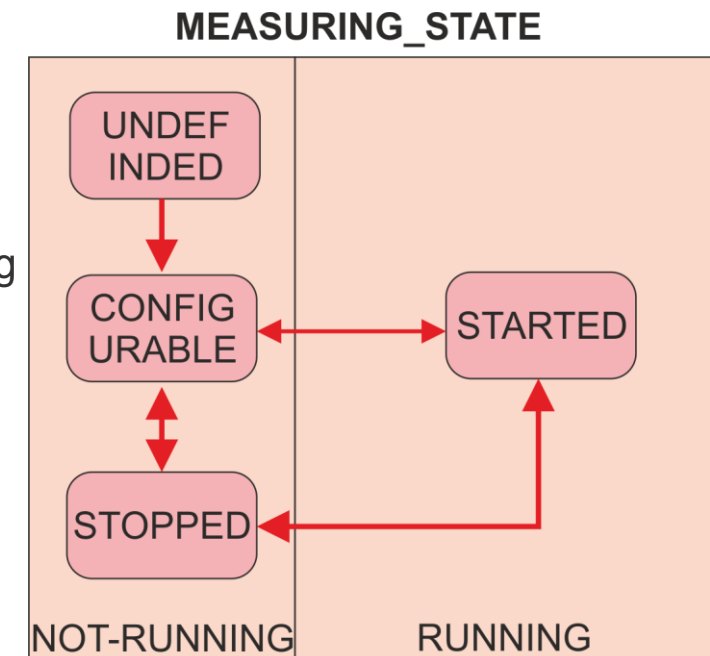 MEASURING_STATE
UNDEF
INDED
g
CONFIG
URABLE
STARTED
STOPPED
NOT-RUNNING
RUNNING